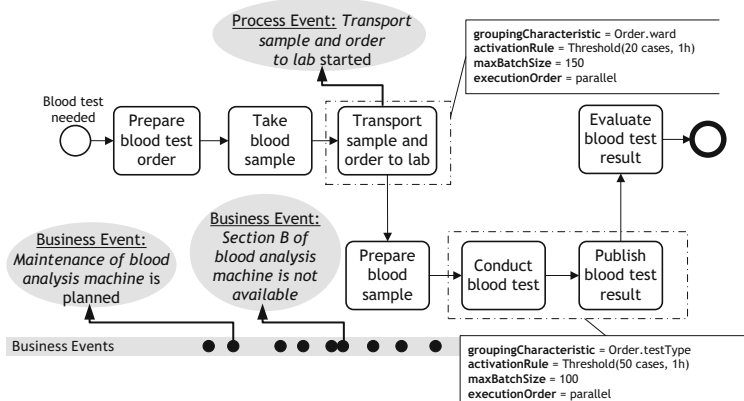 Process Event: Transport
sample and order
to lab started
groupingCharacteristic = Order.ward
activationRule = Threshold(20 cases, 1h)
maxBatchSize = 150
executionOrder = parallel
Blood test
needed
Prepare
blood test
order
Take
blood
sample
Transport
sample and
order to lab
Evaluate
blood test
result
Business Event:
Maintenance of blood
analysis machine is
planned
Business Event:
Section B of
blood analysis
machine is not
available
Prepare
blood
sample
Conduct
blood test
Publish
blood test
result
Business Events
groupingCharacteristic = Order.testType
activationRule = Threshold(50 cases, 1h)
maxBatchSize = 100
executionOrder = parallel